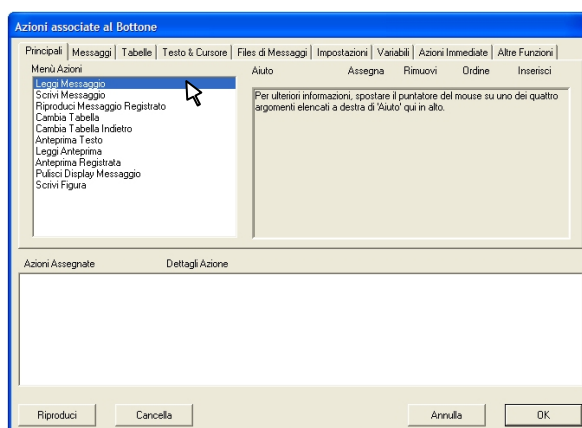 Azioni associate al Bottone
Principali Messaggi Tabelle Testo & Cursore Files di Messaggi Impostazioni Variabili Azioni Immediate Altre Funzioni
Menù Azioni Aiuto Assegna Rimuovi Ordine Inserisci
Leggi Messaggio
Scrivi Messaggio
Riproduci Messaggio Registrato
Cambia Tabella
Cambia Tabella Indietro
Anteprima Testo
Leggi Anteprima
Anteprima Registrata
Pulisci Display Messaggio
Scrivi Figura
Per ulteriori informazioni, spostare il puntatore del mouse su uno dei quattro
argomenti elencati a destra di 'Aiuto' qui in alto.
Azioni Assegnate Dettagli Azione
Riproduci Cancella Annulla OK